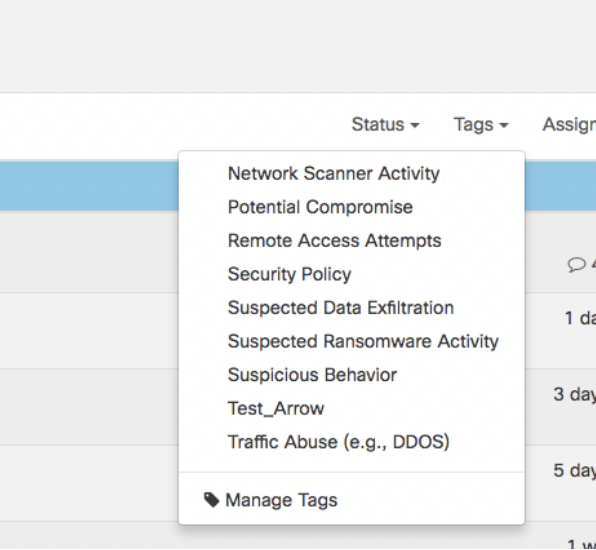 Status Tags Assign
Network Scanner Activity
Potential Compromise
Remote Access Attempts
Security Policy
4
Suspected Data Exfiltration
1 da
Suspected Ransomware Activity
Suspicious Behavior
3 day
Test_Arrow
Traffic Abuse (e.g., DDOS)
5 day
Manage Tags
1 w